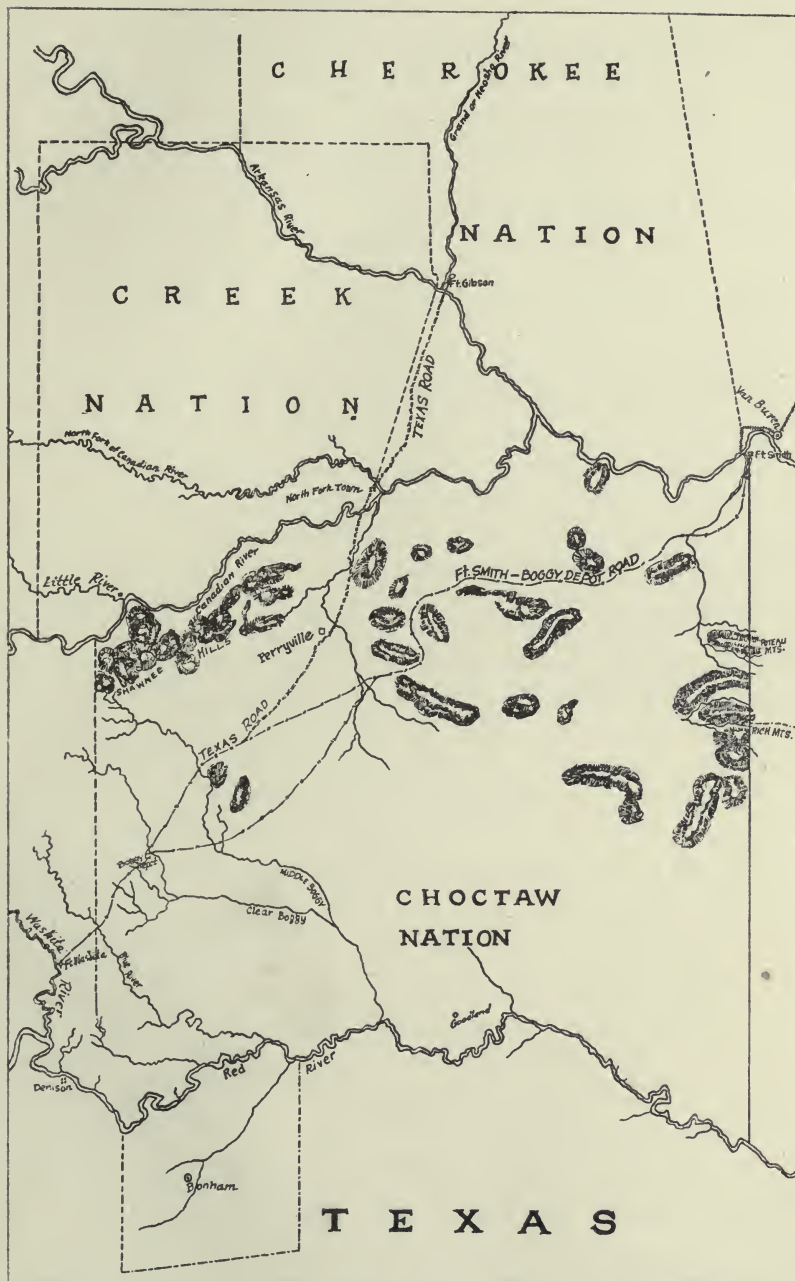 CHEROKEE
Grand or Neosho River
Arkansas River
NATION
Ft. Gibson
CREEK
TEXAS ROAD
NATION
Van Buren
North Fork of Canadian River
Ft. Smith
North Fork Town
Canadian River
Ft. SMITH-BOGGY DEPOT ROAD
Little River
Perryville
HILLS
SHAWNEE
POTEAU
MTS.
TEXAS ROAD
RICH MTS.
MIDDLE BOGGY
CHOCTAW
NATION
Clear Boggy
Washita
River
Ft. Washita
Blue River
Goodland
Denison
Red River
Bonham
TEXAS